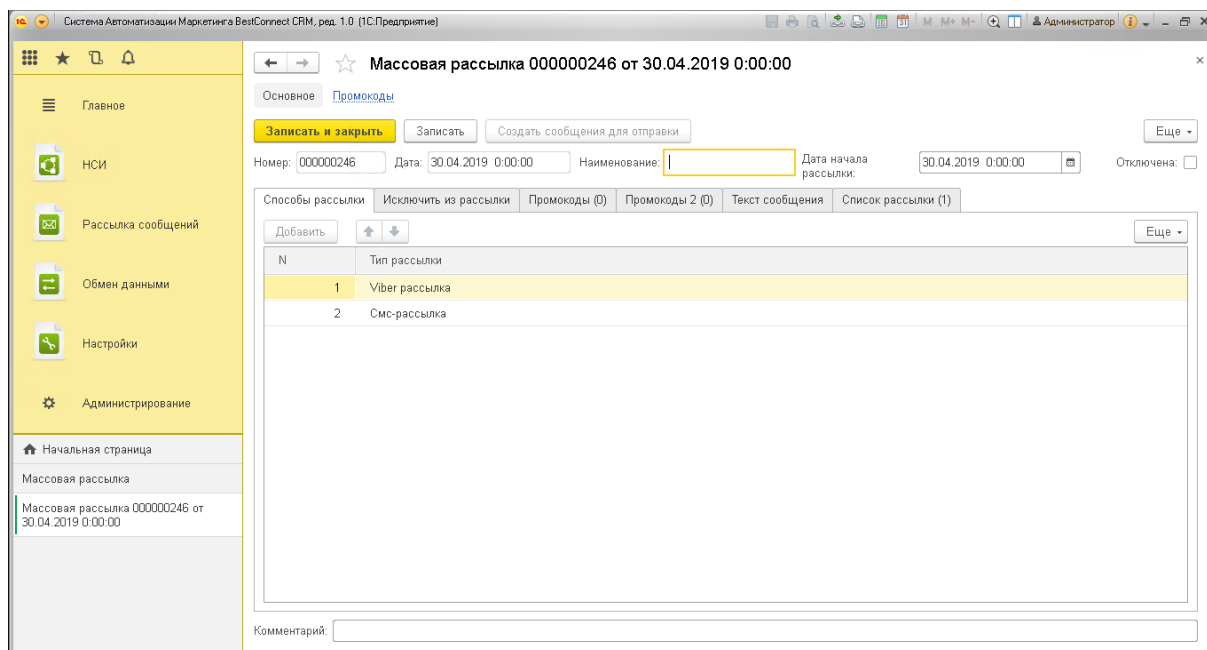 1С Система Автоматизации Маркетинга BestConnect CRM, ред. 1.0 (1С:Предприятие) 31 M M+ M- Администратор i
Главное
НСИ
Рассылка сообщений
Обмен данными
Настройки
Администрирование
Начальная страница
Массовая рассылка
Массовая рассылка 000000246 от
30.04.2019 0:00:00
Массовая рассылка 000000246 от 30.04.2019 0:00:00
Основное Промокоды
Записать и закрыть Записать Создать сообщения для отправки Еще
Номер: 000000246 Дата: 30.04.2019 0:00:00 Наименование: Дата начала
рассылки: 30.04.2019 0:00:00 Отключена:
Способы рассылки Исключить из рассылки Промокоды (0) Промокоды 2 (0) Текст сообщения Список рассылки (1)
Добавить Еще
N Тип рассылки
1 Viber рассылка
2 Смс-рассылка
Комментарий: